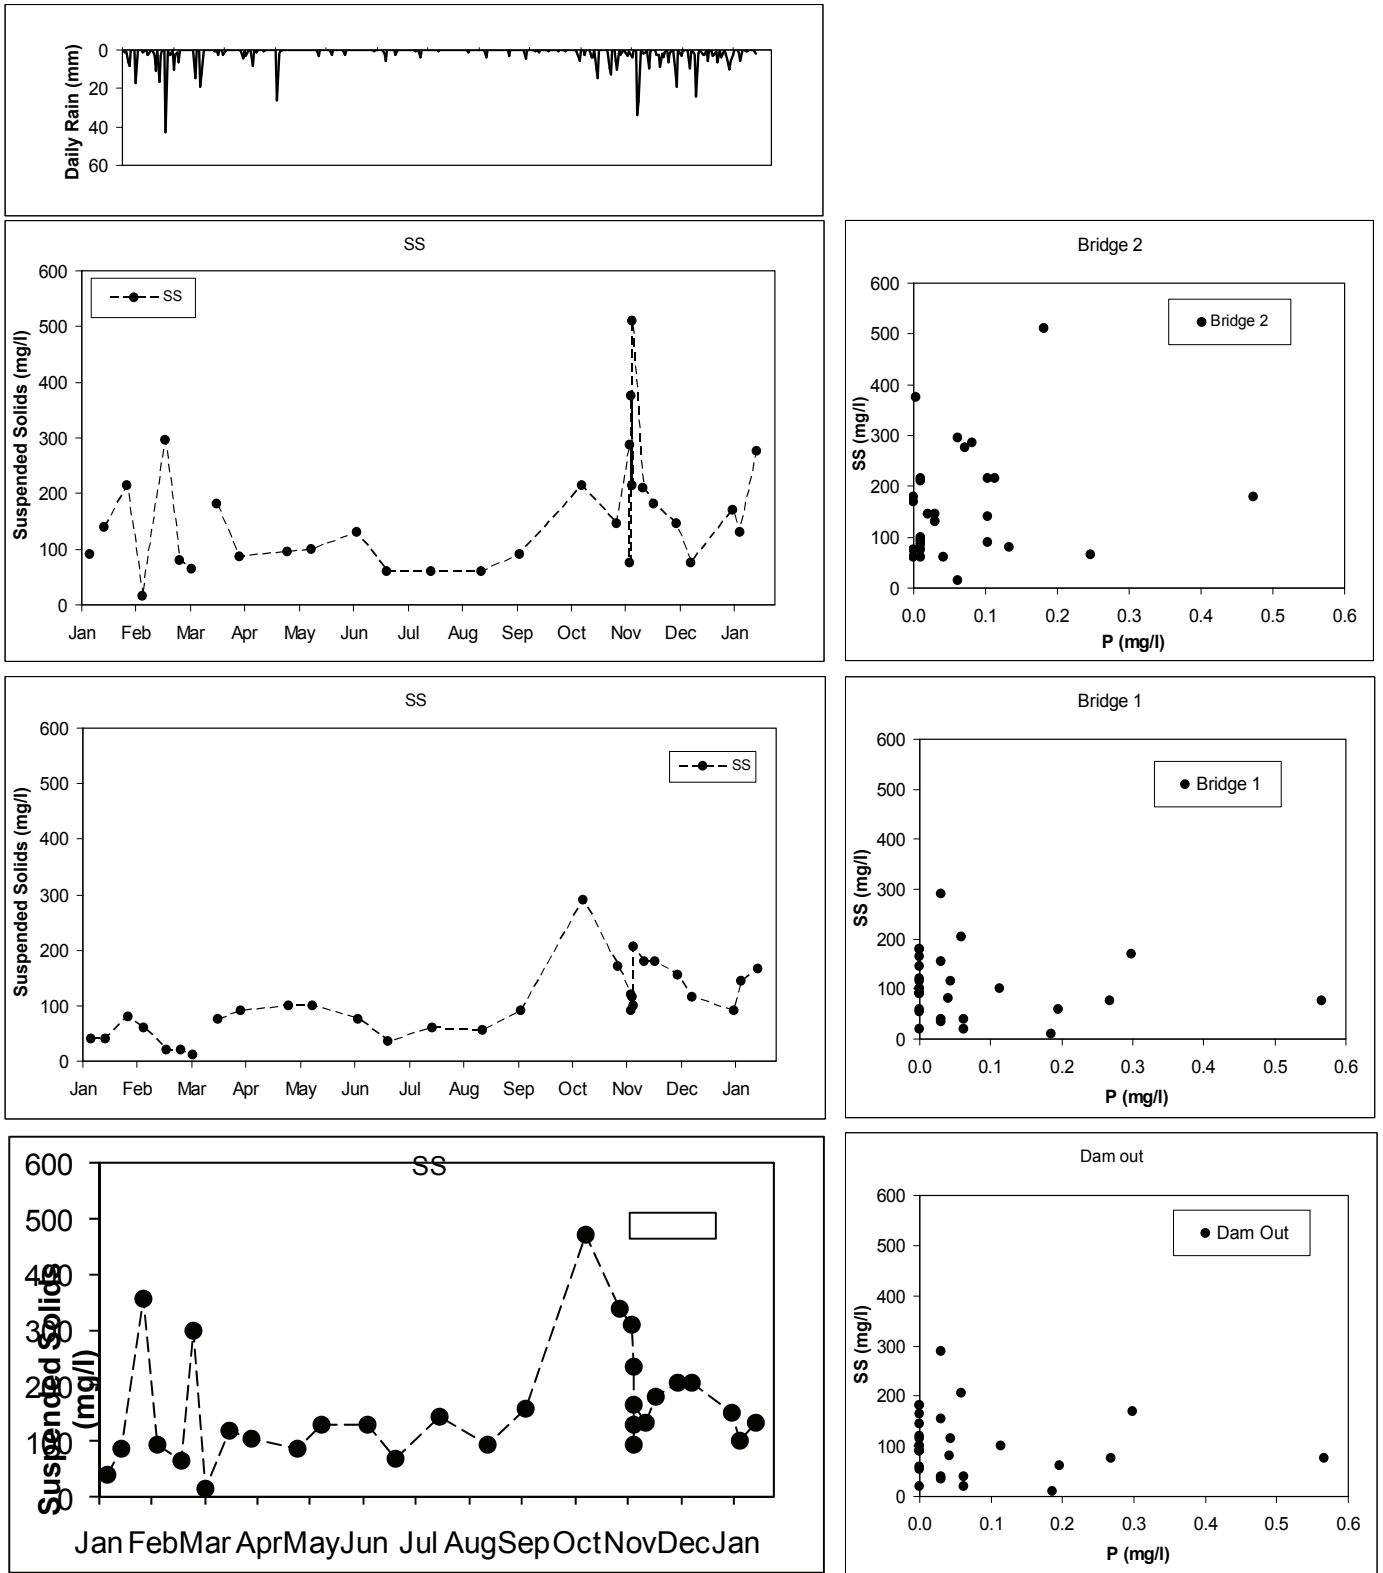 Daily Rain (mm)
0
20
40
60
SS
Suspended Solids (mg/l)
600
500
400
300
200
100
0
SS
Jan Feb Mar Apr May Jun Jul Aug Sep Oct Nov Dec Jan
Bridge 2
SS (mg/l)
600
500
400
300
200
100
0
Bridge 2
0.0 0.1 0.2 0.3 0.4 0.5 0.6
P (mg/l)
SS
Suspended Solids (mg/l)
600
500
400
300
200
100
0
SS
Jan Feb Mar Apr May Jun Jul Aug Sep Oct Nov Dec Jan
Bridge 1
SS (mg/l)
600
500
400
300
200
100
0
Bridge 1
0.0 0.1 0.2 0.3 0.4 0.5 0.6
P (mg/l)
SS
Suspended Solids
(mg/l)
600
500
400
300
200
100
0
Jan Feb Mar Apr May Jun Jul Aug Sep Oct Nov Dec Jan
Dam out
SS (mg/l)
600
500
400
300
200
100
0
Dam Out
0.0 0.1 0.2 0.3 0.4 0.5 0.6
P (mg/l)